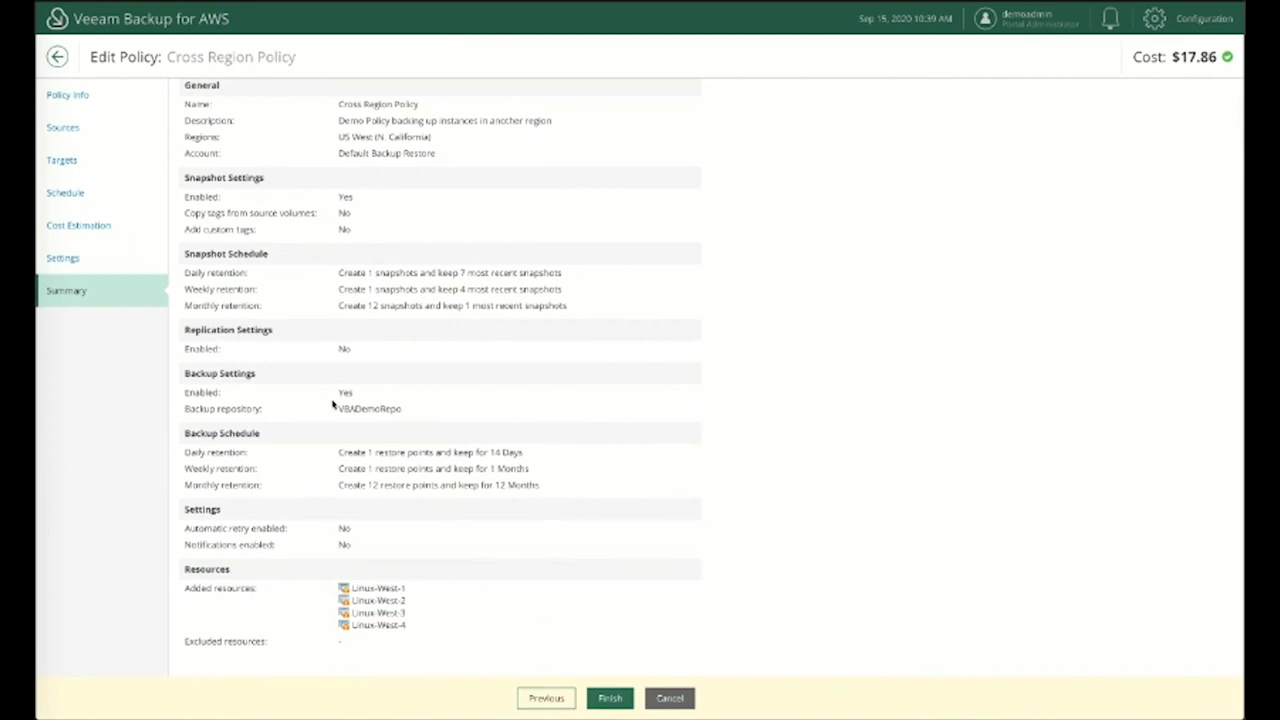 Veeam Backup for AWS
Sep 15, 2020 10:39 AM
demoadmin
Portal Administrator
Configuration
Edit Policy: Cross Region Policy
Cost: $17.86
Policy Info
Sources
Targets
Schedule
Cost Estimation
Settings
Summary
General
Name: Cross Region Policy
Description: Demo Policy backing up instances in another region
Regions: US West (N. California)
Account: Default Backup Restore
Snapshot Settings
Enabled: Yes
Copy tags from source volumes: No
Add custom tags: No
Snapshot Schedule
Daily retention: Create 1 snapshots and keep 7 most recent snapshots
Weekly retention: Create 1 snapshots and keep 4 most recent snapshots
Monthly retention: Create 12 snapshots and keep 1 most recent snapshots
Replication Settings
Enabled: No
Backup Settings
Enabled: Yes
Backup repository: VBADemoRepo
Backup Schedule
Daily retention: Create 1 restore points and keep for 14 Days
Weekly retention: Create 1 restore points and keep for 1 Months
Monthly retention: Create 12 restore points and keep for 12 Months
Settings
Automatic retry enabled: No
Notifications enabled: No
Resources
Added resources: Linux-West-1
Linux-West-2
Linux-West-3
Linux-West-4
Excluded resources: -
Previous
Finish
Cancel